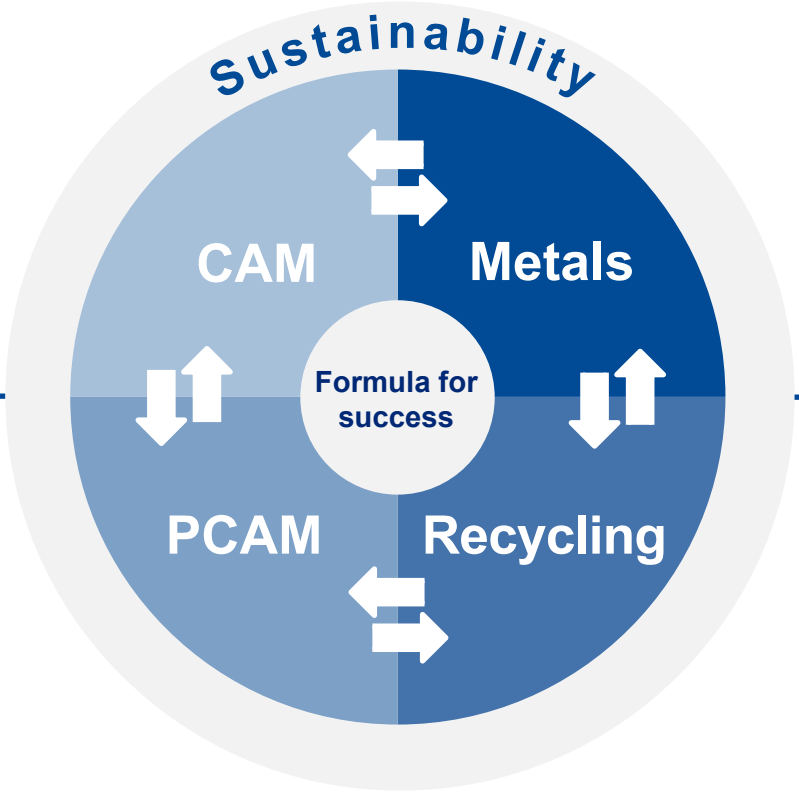 Sustainability
CAM
Metals
Formula for
success
PCAM
Recycling